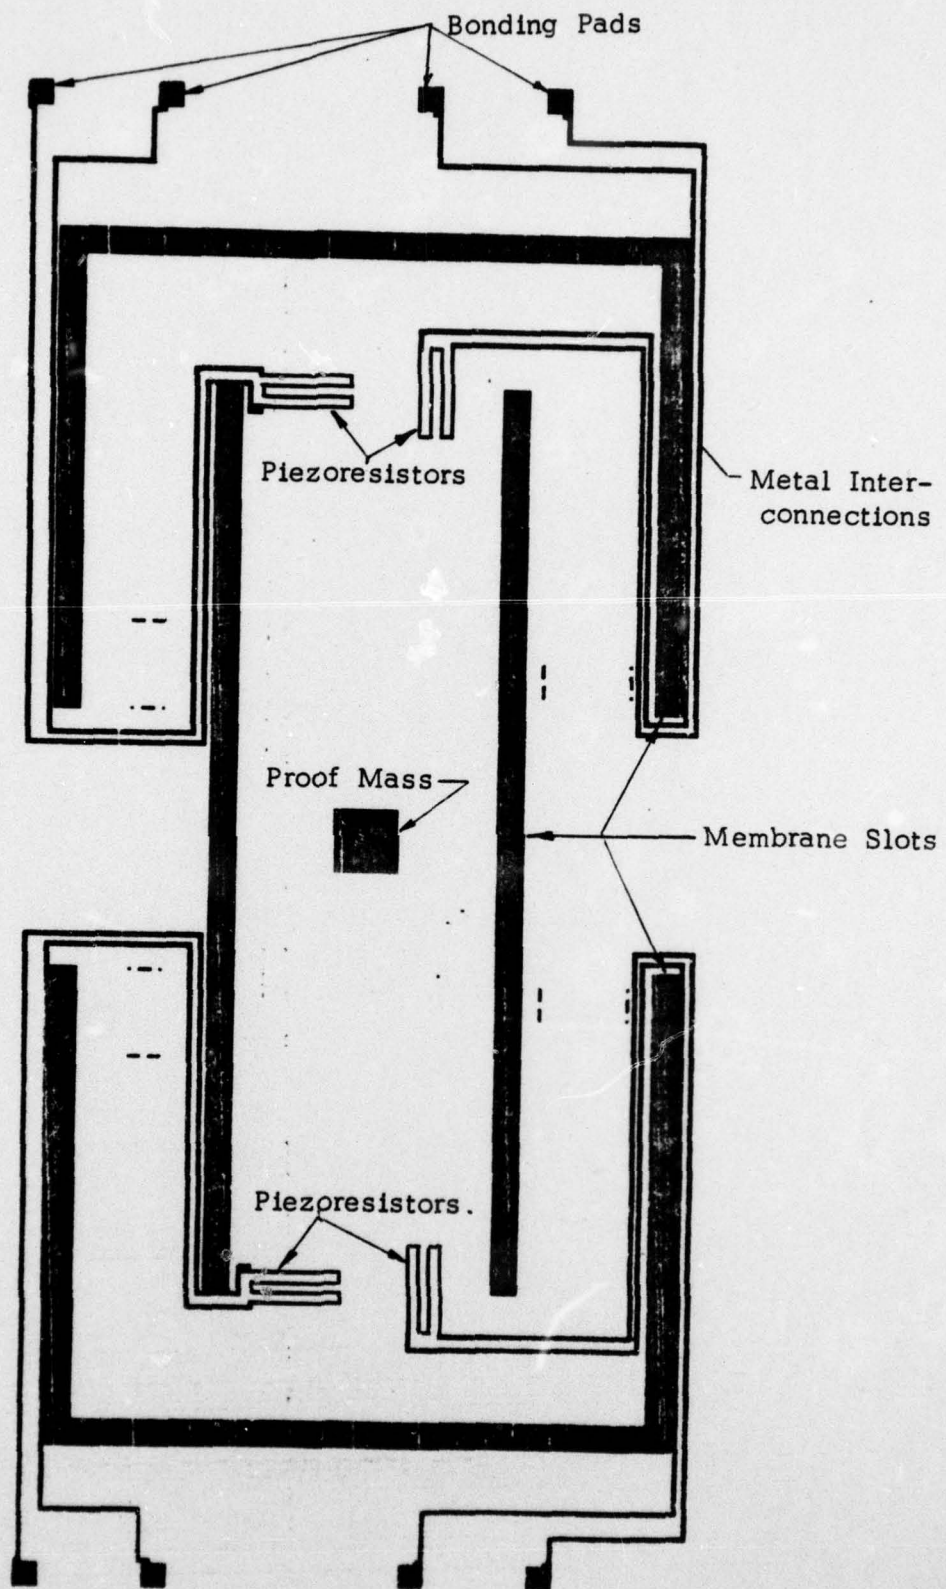 Bonding Pads
Piezoresistors
Metal Inter-
connections
Proof Mass
Membrane Slots
Piezoresistors.